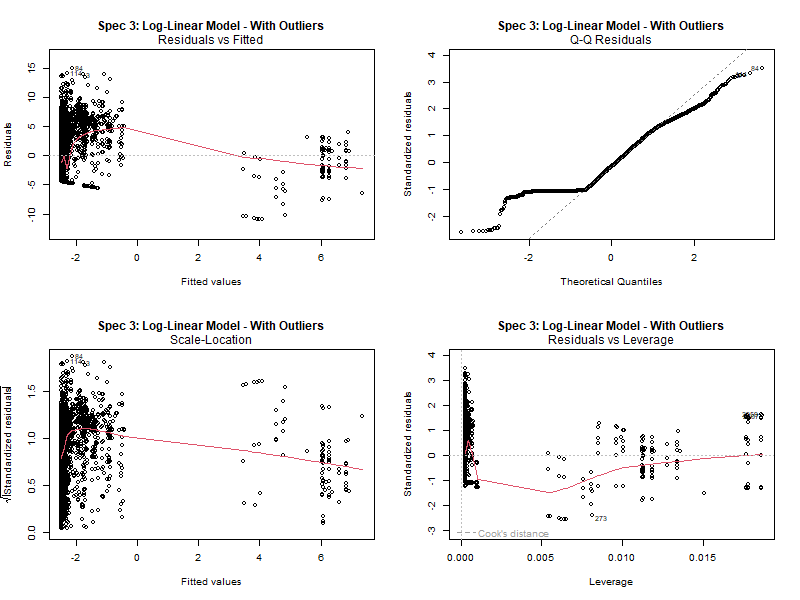 Spec 3: Log-Linear Model - With Outliers
Residuals vs Fitted
15
10
5
0
-5
-10
Residuals
84
-2
0
2
4
6
Fitted values
Spec 3: Log-Linear Model - With Outliers
Q-Q Residuals
4
3
2
1
0
-1
-2
Standardized residuals
84
-2
0
2
Theoretical Quantiles
Spec 3: Log-Linear Model - With Outliers
Scale-Location
1.5
1.0
0.5
0.0
√|Standardized residuals|
84
-2
0
2
4
6
Fitted values
Spec 3: Log-Linear Model - With Outliers
Residuals vs Leverage
4
3
2
1
0
-1
-2
-3
Standardized residuals
273
Cook's distance
0.000
0.005
0.010
0.015
Leverage